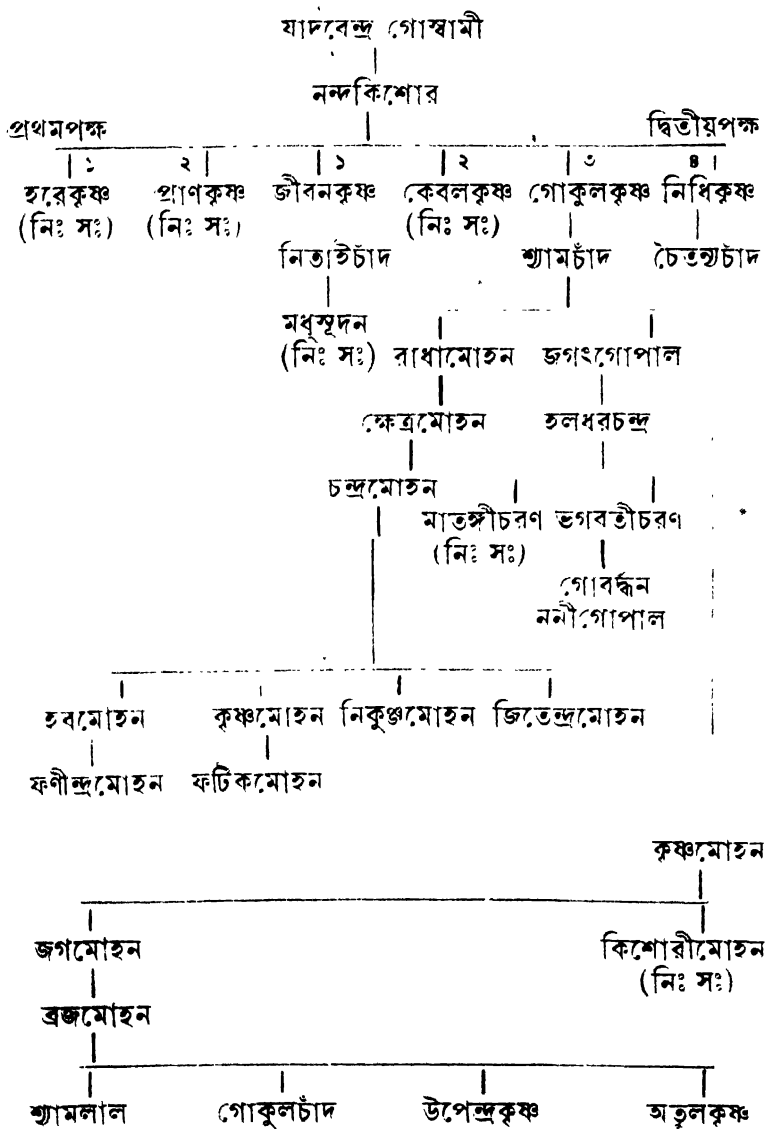 যাদবেন্দ্র গোস্বামী
নন্দকিশোর
প্রথমপক্ষ দ্বিতীয়পক্ষ
১ ২ ১ ২ ৩ ৪
হরেকৃষ্ণ প্রাণকৃষ্ণ জীবনকৃষ্ণ কেবলকৃষ্ণ গোকুলকৃষ্ণ নিধিকৃষ্ণ
(নিঃ সঃ) (নিঃ সঃ) (নিঃ সঃ)
নিতাইচাঁদ শ্যামচাঁদ চৈতন্যচাঁদ
মধুসূদন
(নিঃ সঃ) রাধামোহন জগৎগোপাল
ক্ষেত্রমোহন হলধরচন্দ্র
চন্দ্রমোহন
মাতঙ্গীচরণ ভগবতীচরণ
(নিঃ সঃ)
গোবর্দ্ধন
ননীগোপাল
হরমোহন কৃষ্ণমোহন নিকুঞ্জমোহন জিতেন্দ্রমোহন
ফণীন্দ্রমোহন ফটিকমোহন
কৃষ্ণমোহন
জগমোহন কিশোরীমোহন
(নিঃ সঃ)
ব্রজমোহন
শ্যামলাল গোকুলচাঁদ উপেন্দ্রকৃষ্ণ অতুলকৃষ্ণ